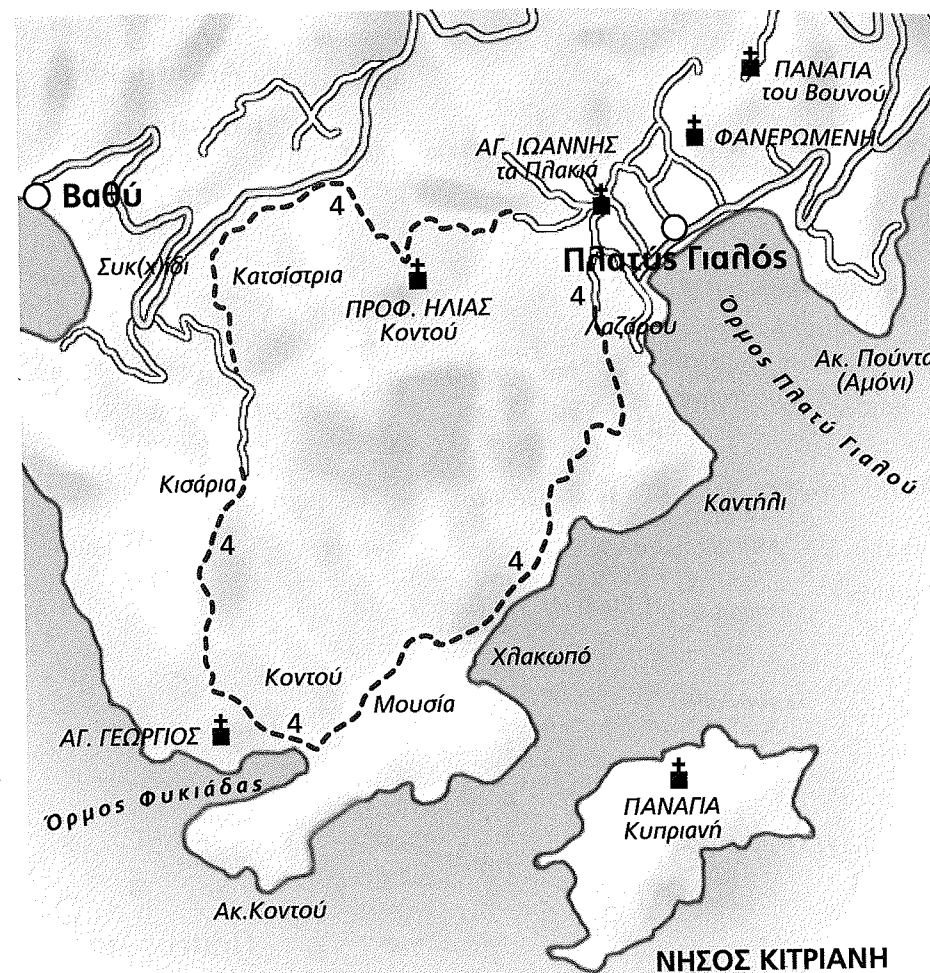 ΠΑΝΑΓΙΑ
του Βουνού
ΦΑΝΕΡΩΜΕΝΗ
ΑΓ. ΙΩΑΝΝΗΣ
τα Πλακιά
Βαθύ
4
Πλατύς Γιαλός
Συκ(χ)ίδι
Κατσίστρια
ΠΡΟΦ. ΗΛΙΑΣ
Κοντού
4
Λαζάρου
Όρμος Πλατύ Γιαλού
Ακ. Πούντα
(Αμόνι)
Κισάρια
Καντήλι
4
4
Χλακωπό
Κοντού
Μουσία
4
ΑΓ. ΓΕΩΡΓΙΟΣ
Όρμος Φυκιάδας
ΠΑΝΑΓΙΑ
Κυπριανή
Ακ.Κοντού
ΝΗΣΟΣ ΚΙΤΡΙΑΝΗ